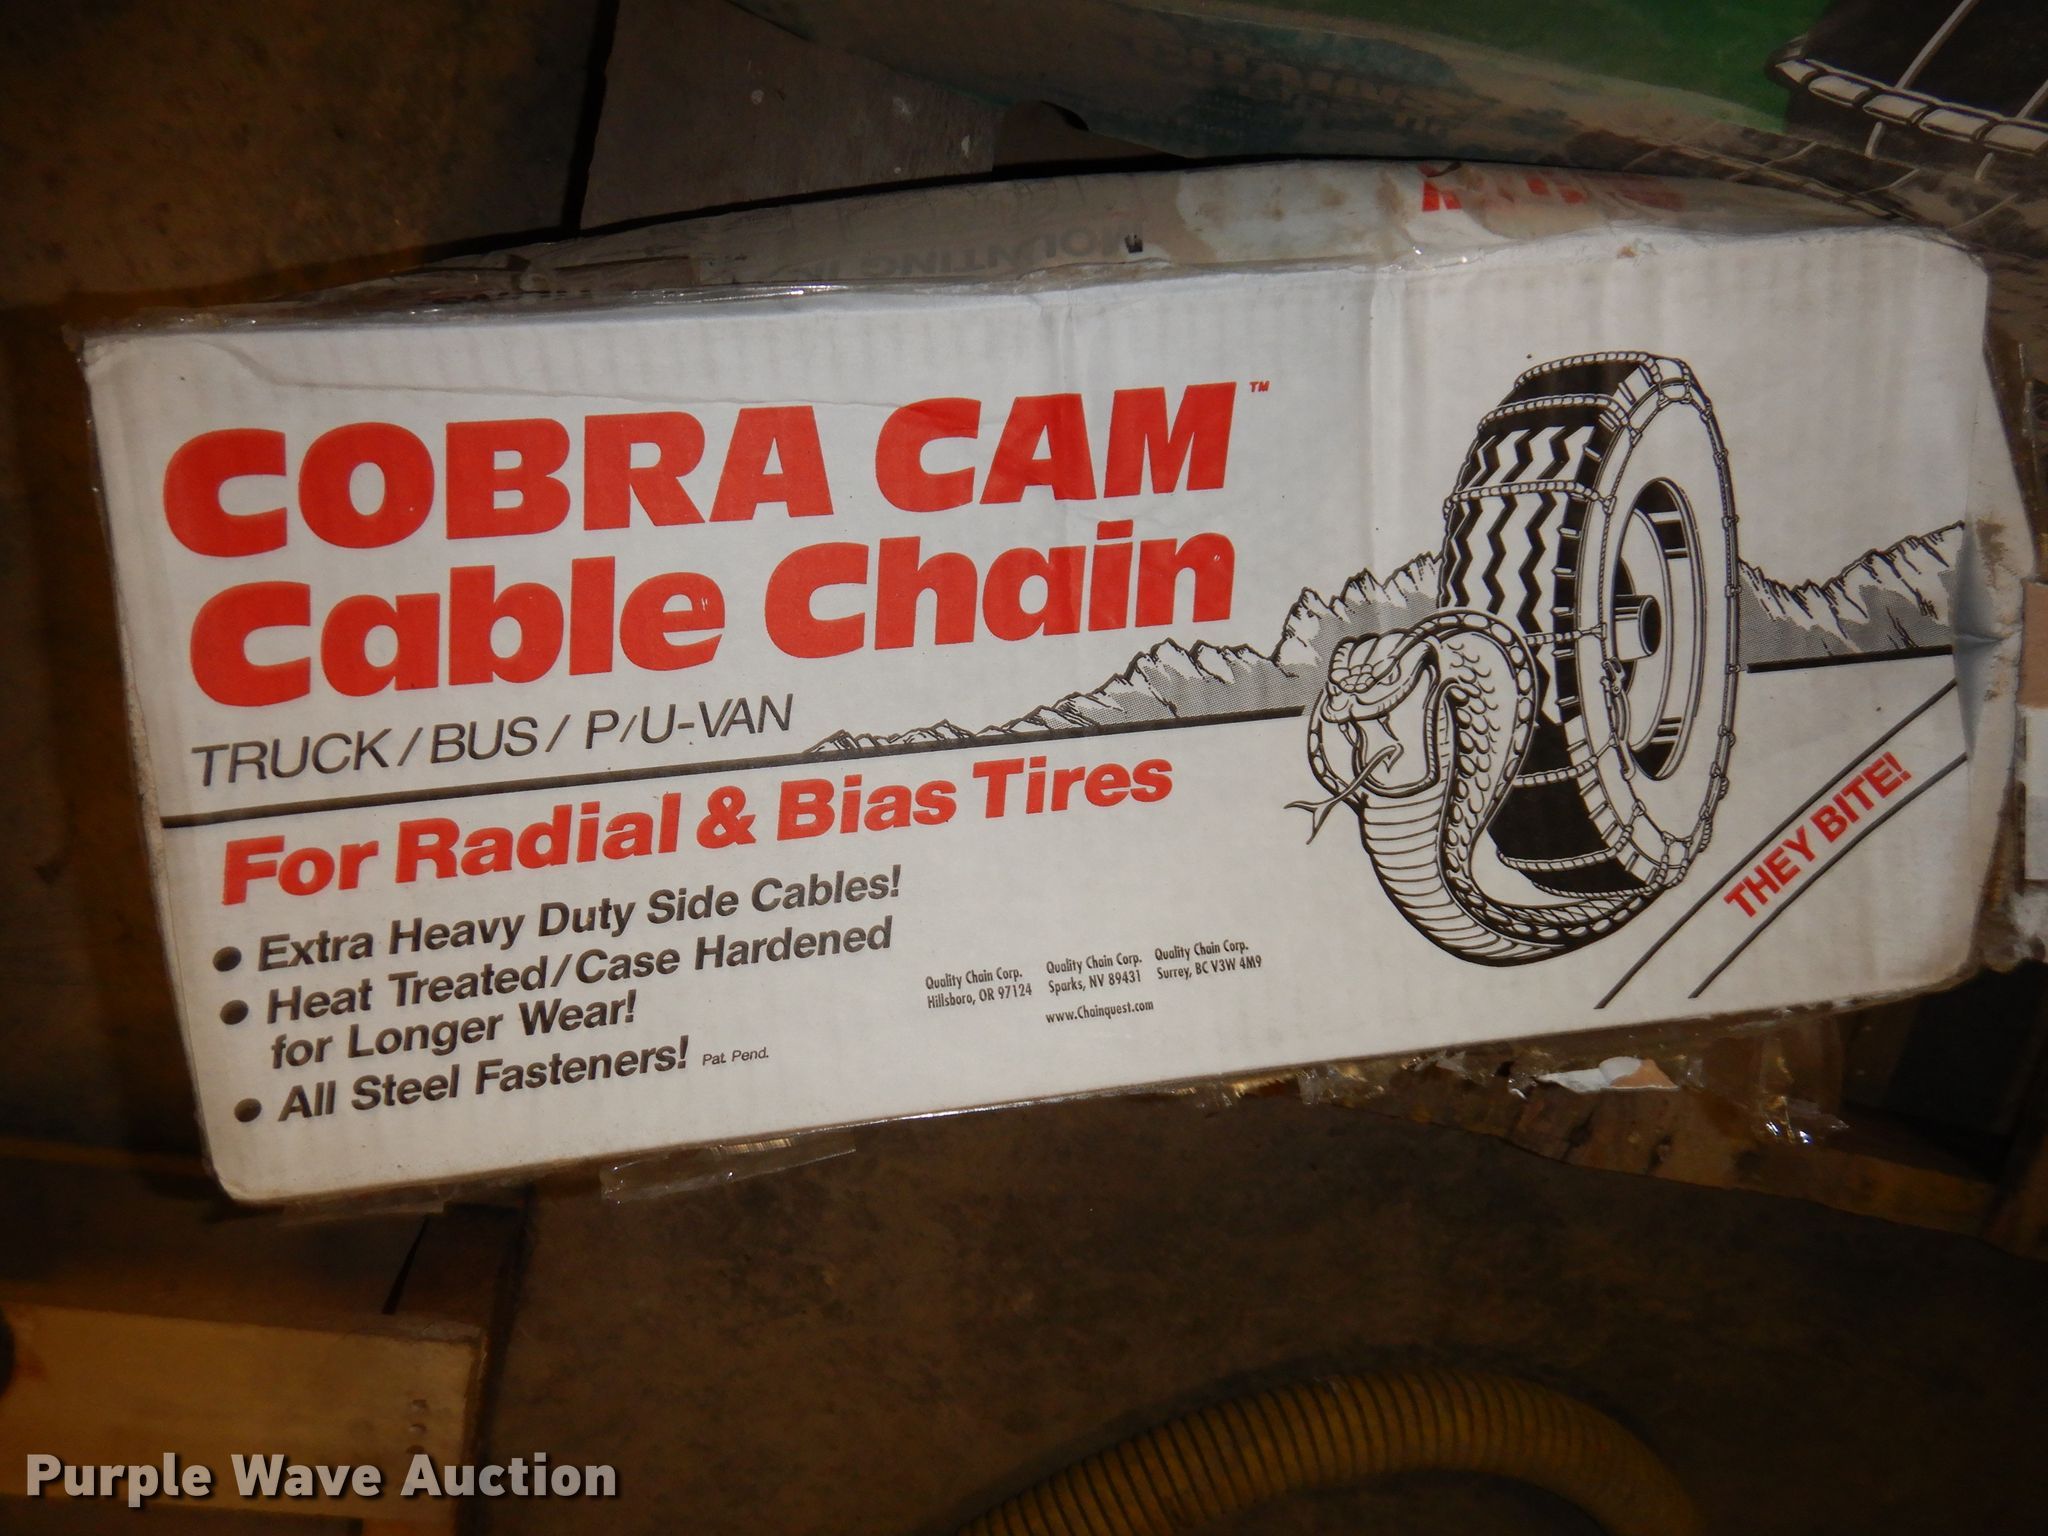 MOUNTING
COBRA CAM™
Cable Chain
TRUCK/BUS/ P/U-VAN
For Radial & Bias Tires
• Extra Heavy Duty Side Cables!
• Heat Treated/Case Hardened
for Longer Wear!
• All Steel Fasteners! Pat. Pend.
Quality Chain Corp. Quality Chain Corp. Quality Chain Corp.
Hillsboro, OR 97124 Sparks, NV 89431 Surrey, BC V3W 4M9
www.Chainquest.com
THEY BITE!
Purple Wave Auction